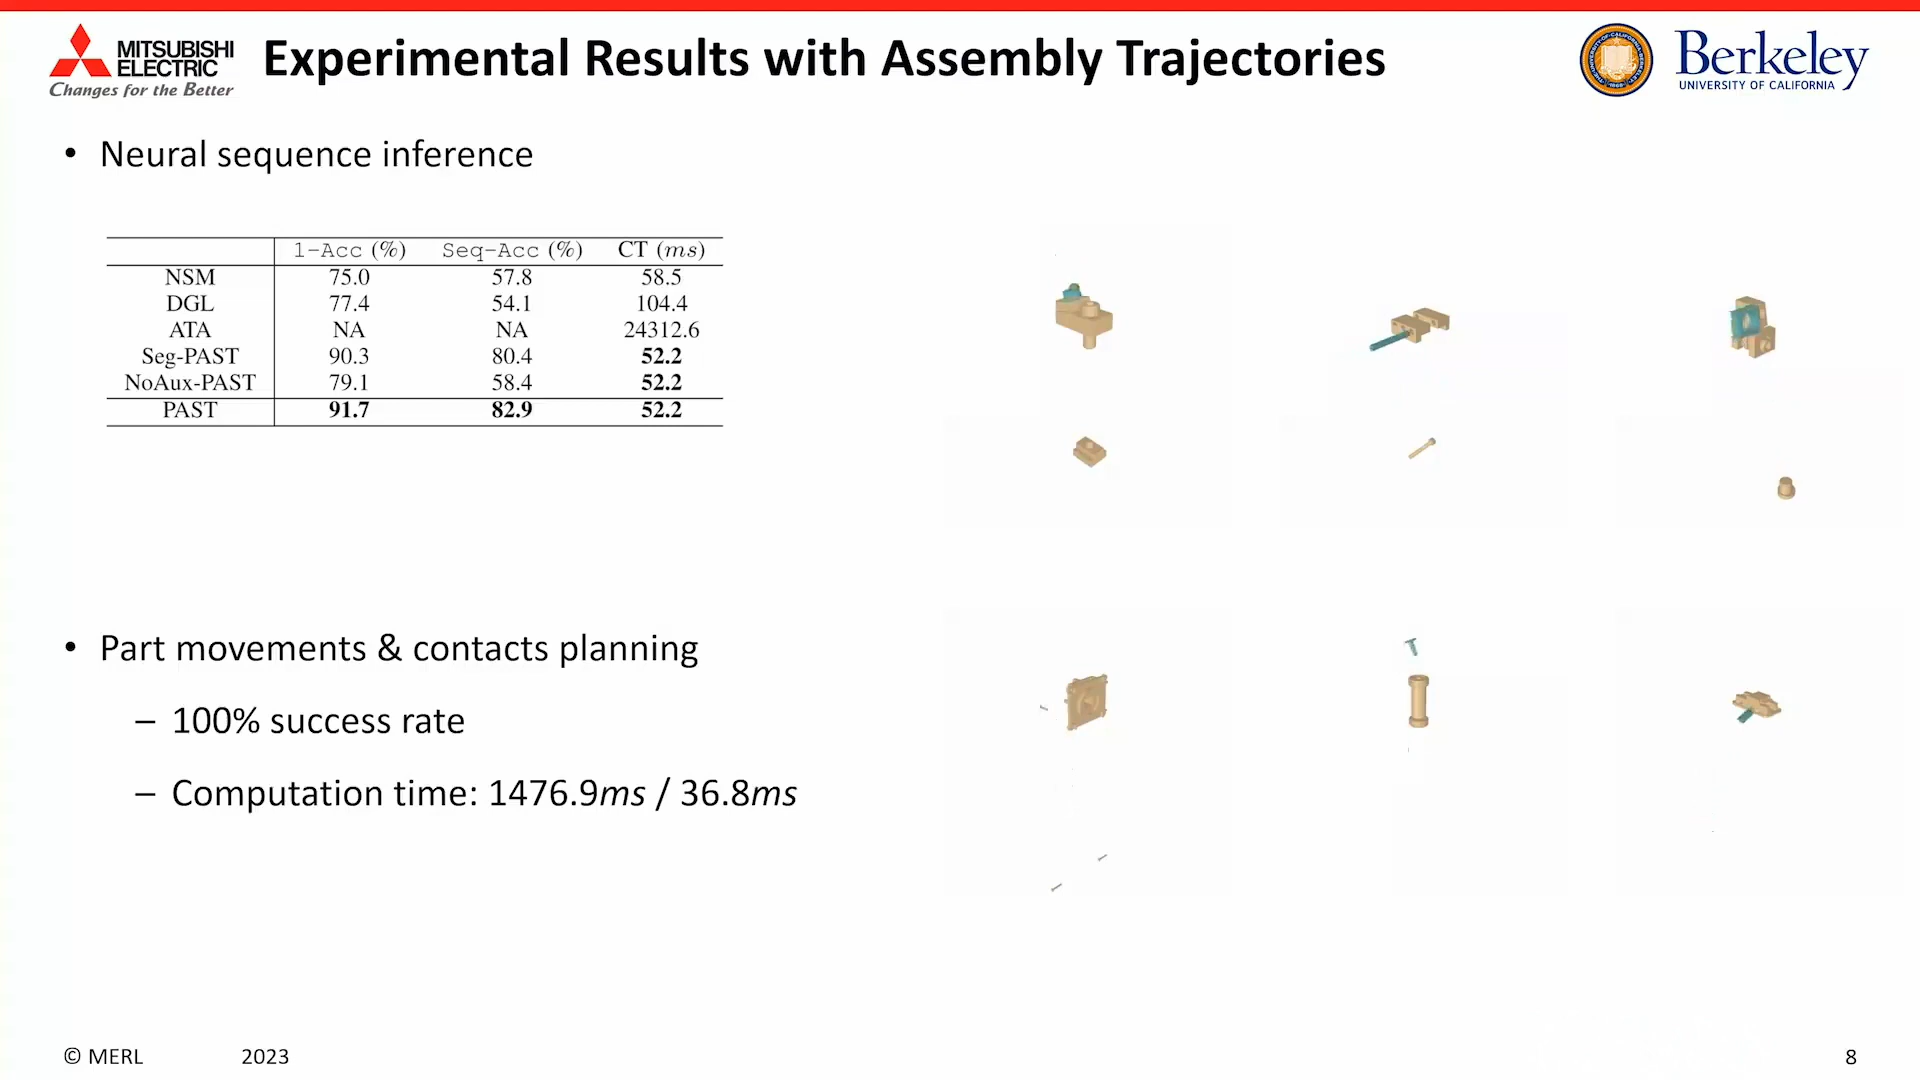 MITSUBISHI
ELECTRIC
Changes for the Better
Experimental Results with Assembly Trajectories
Berkeley
UNIVERSITY OF CALIFORNIA
• Neural sequence inference
1-Acc (%) Seq-Acc (%) CT (ms)
NSM 75.0 57.8 58.5
DGL 77.4 54.1 104.4
ATA NA NA 24312.6
Seg-PAST 90.3 80.4 52.2
NoAux-PAST 79.1 58.4 52.2
PAST 91.7 82.9 52.2
• Part movements & contacts planning
– 100% success rate
– Computation time: 1476.9ms / 36.8ms
© MERL 2023 8